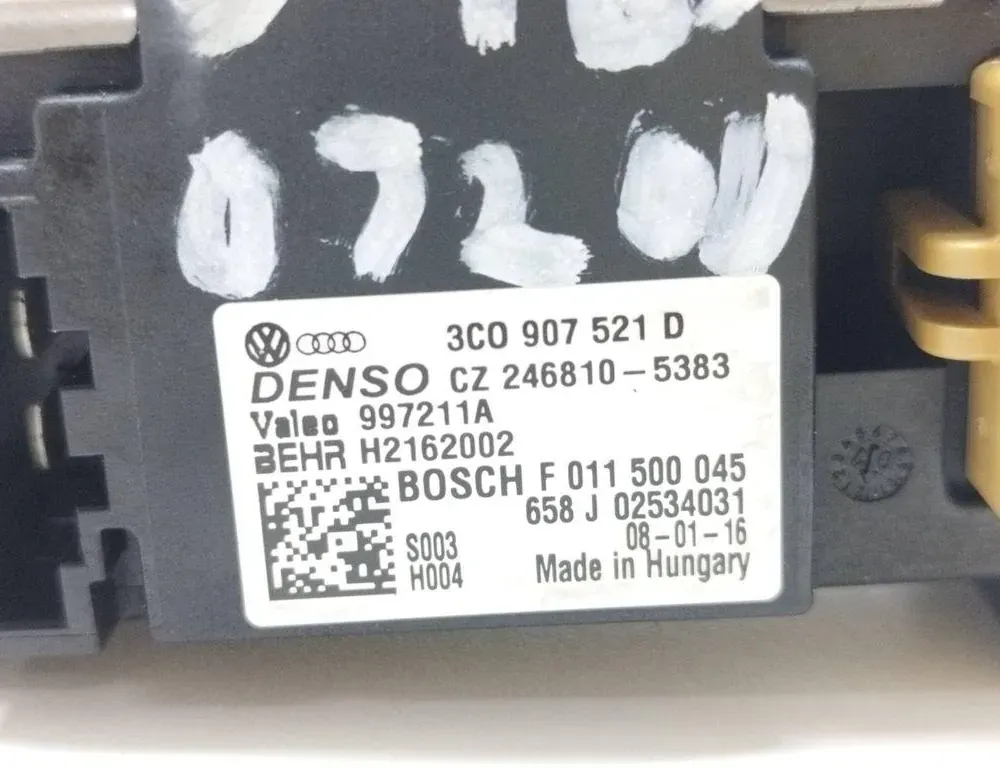 072
3C0 907 521 D
DENSO CZ 246810-5383
Valeo 997211A
BEHR H2162002
BOSCH F 011 500 045
658 J 02534031
S003 08-01-16
H004 Made in Hungary